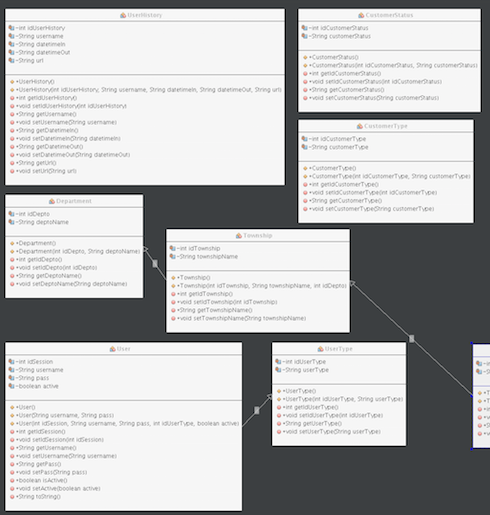 UserHistory
-int idUserHistory
-String username
-String datetimeIn
-String datetimeOut
-String url
+UserHistory()
+UserHistory(int idUserHistory, String username, String datetimeIn, String datetimeOut, String url)
+int getIdUserHistory()
+void setIdUserHistory(int idUserHistory)
+String getUsername()
+void setUsername(String username)
+String getDatetimeIn()
+void setDatetimeIn(String datetimeIn)
+String getDatetimeOut()
+void setDatetimeOut(String datetimeOut)
+String getUrl()
+void setUrl(String url)
CustomerStatus
-int idCustomerStatus
-String customerStatus
+CustomerStatus()
+CustomerStatus(int idCustomerStatus, String customerStatus)
+int getIdCustomerStatus()
+void setIdCustomerStatus(int idCustomerStatus)
+String getCustomerStatus()
+void setCustomerStatus(String customerStatus)
CustomerType
-int idCustomerType
-String customerType
+CustomerType()
+CustomerType(int idCustomerType, String customerType)
+int getIdCustomerType()
+void setIdCustomerType(int idCustomerType)
+String getCustomerType()
+void setCustomerType(String customerType)
Department
-int idDepto
-String deptoName
+Department()
+Department(int idDepto, String deptoName)
+int getIdDepto()
+void setIdDepto(int idDepto)
+String getDeptoName()
+void setDeptoName(String deptoName)
Township
-int idTownship
-String townshipName
+Township()
+Township(int idTownship, String townshipName, int idDepto)
+int getIdTownship()
+void setIdTownship(int idTownship)
+String getTownshipName()
+void setTownshipName(String townshipName)
User
-int idSession
-String username
-String pass
-boolean active
+User()
+User(String username, String pass)
+User(int idSession, String username, String pass, int idUserType, boolean active)
+int getIdSession()
+void setIdSession(int idSession)
+String getUsername()
+void setUsername(String username)
+String getPass()
+void setPass(String pass)
+boolean isActive()
+void setActive(boolean active)
+String toString()
UserType
-int idUserType
-String userType
+UserType()
+UserType(int idUserType, String userType)
+int getIdUserType()
+void setIdUserType(int idUserType)
+String getUserType()
+void setUserType(String userType)